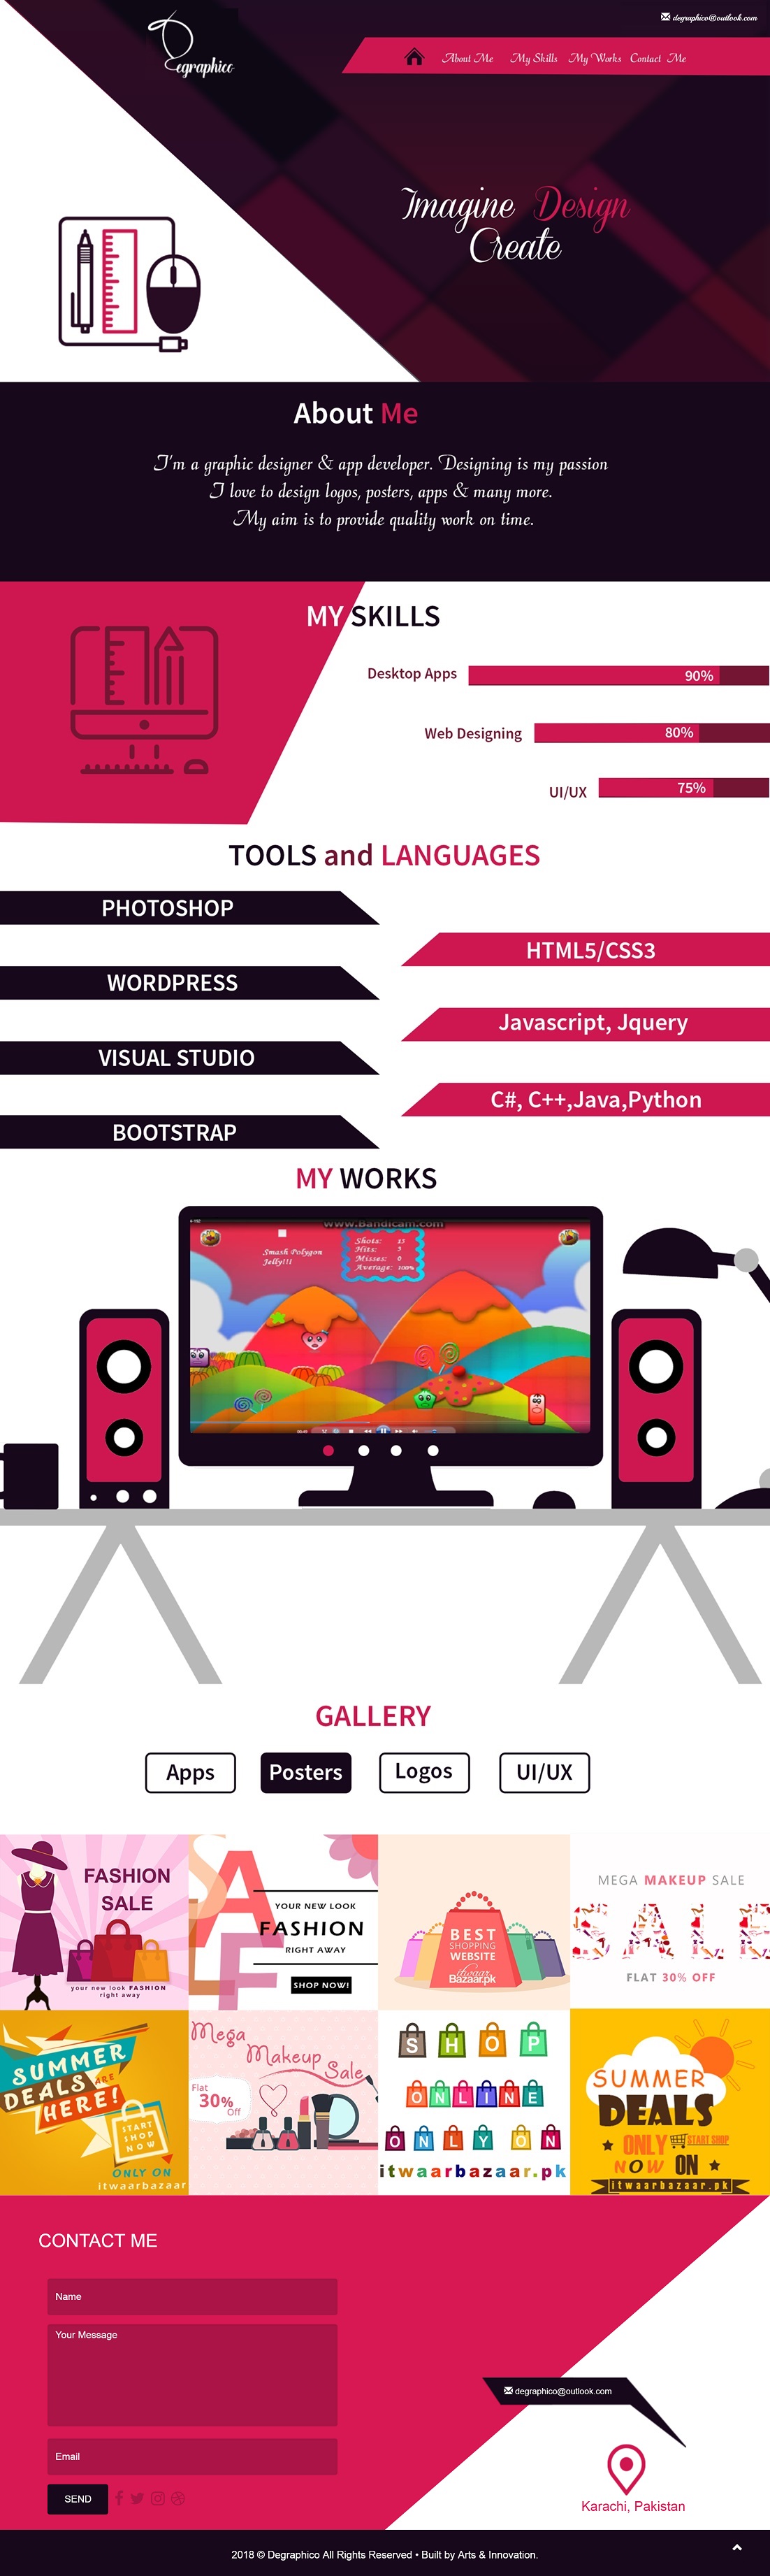 degraphico@outlook.com
Degraphico
About Me My Skills My Works Contact Me
Imagine Design
Create
About Me
I'm a graphic designer & app developer. Designing is my passion
I love to design logos, posters, apps & many more.
My aim is to provide quality work on time.
MY SKILLS
Desktop Apps 90%
Web Designing 80%
UI/UX 75%
TOOLS and LANGUAGES
PHOTOSHOP
HTML5/CSS3
WORDPRESS
Javascript, Jquery
VISUAL STUDIO
C#, C++,Java,Python
BOOTSTRAP
MY WORKS
www.Bandicam.com
Smash Polygon
Jelly!!!
Shots: 13
Hits: 3
Misses: 0
Average: 100%
GALLERY
Apps Posters Logos UI/UX
FASHION
SALE
your new look FASHION
right away
SALE
YOUR NEW LOOK
FASHION
RIGHT AWAY
SHOP NOW!
BEST
SHOPPING
WEBSITE
itwaar
Bazaar.pk
MEGA MAKEUP SALE
SALE
FLAT 30% OFF
SUMMER
DEALS ARE
HERE!
START
SHOP
NOW
ONLY ON
itwaarbazaar
Mega
Makeup Sale
Flat
30%
Off
SHOP
ONLINE
ONLY ON
itwaarbazaar.pk
SUMMER
DEALS
ONLY START SHOP
NOW ON
itwaarbazaar.pk
CONTACT ME
Name
Your Message
Email
SEND
degraphico@outlook.com
Karachi, Pakistan
2018 © Degraphico All Rights Reserved • Built by Arts & Innovation.